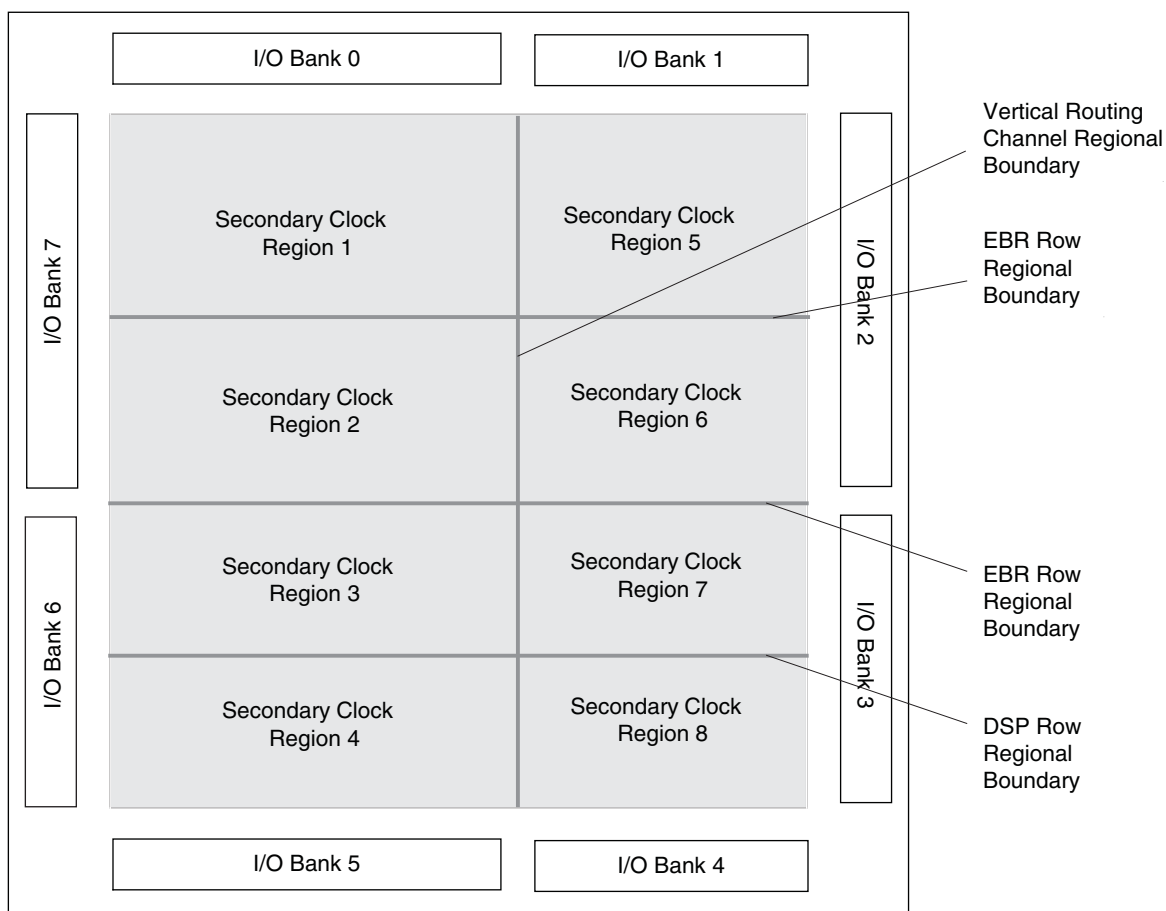 I/O Bank 0
I/O Bank 1
Vertical Routing
Channel Regional
Boundary
I/O Bank 7
Secondary Clock
Region 1
Secondary Clock
Region 5
I/O Bank 2
EBR Row
Regional
Boundary
Secondary Clock
Region 2
Secondary Clock
Region 6
I/O Bank 6
Secondary Clock
Region 3
Secondary Clock
Region 7
I/O Bank 3
EBR Row
Regional
Boundary
Secondary Clock
Region 4
Secondary Clock
Region 8
DSP Row
Regional
Boundary
I/O Bank 5
I/O Bank 4